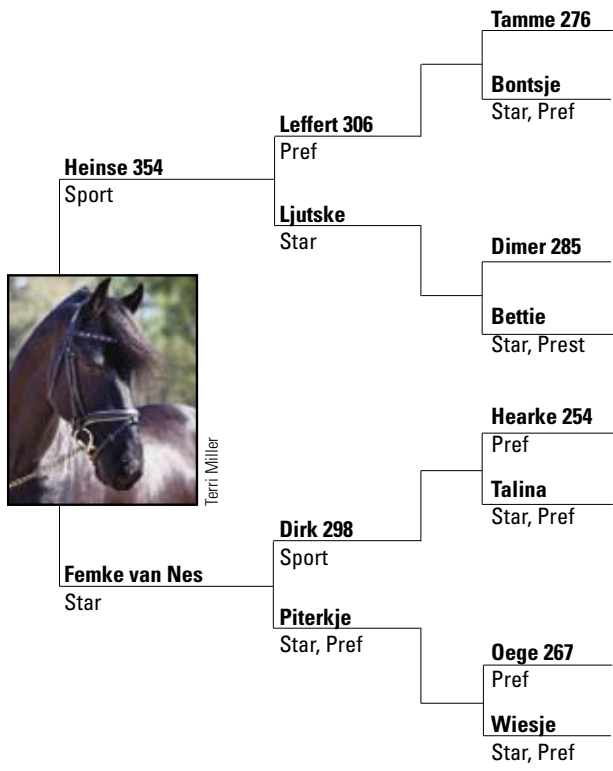 Tamme 276
Bontsje
Star, Pref
Leffert 306
Pref
Heinse 354
Sport
Ljutske
Star
Dimer 285
Bettie
Star, Prest
Terri Miller
Hearke 254
Pref
Talina
Star, Pref
Dirk 298
Sport
Femke van Nes
Star
Piterkje
Star, Pref
Oege 267
Pref
Wiesje
Star, Pref